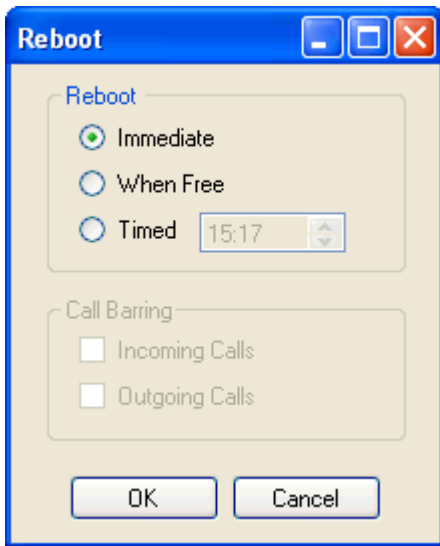 Reboot
Reboot
Immediate
When Free
Timed 15:17
Call Barring
Incoming Calls
Outgoing Calls
OK Cancel